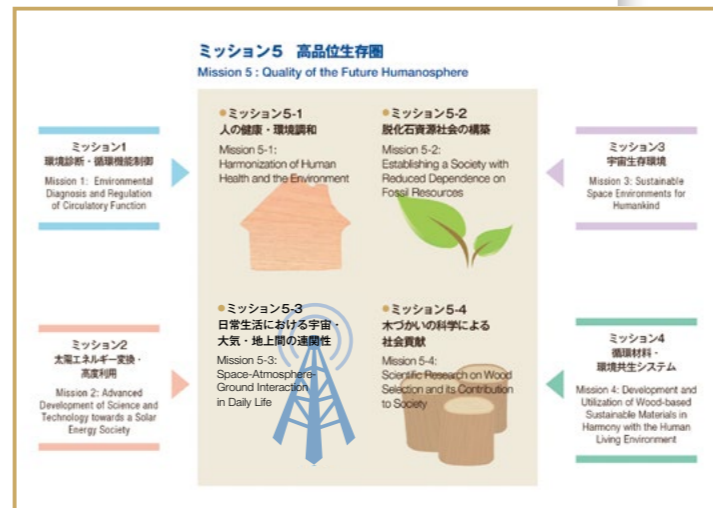 ミッション5 高品位生存圏
Mission 5 : Quality of the Future Humanosphere
ミッション1
環境診断・循環機能制御
Mission 1: Environmental
Diagnosis and Regulation
of Circulatory Function
ミッション2
太陽エネルギー変換・
高度利用
Mission 2: Advanced
Development of Science and
Technology towards a Solar
Energy Society
●ミッション5-1
人の健康・環境調和
Mission 5-1:
Harmonization of Human
Health and the Environment
●ミッション5-2
脱化石資源社会の構築
Mission 5-2:
Establishing a Society with
Reduced Dependence on
Fossil Resources
●ミッション5-3
日常生活における宇宙・
大気・地上間の連関性
Mission 5-3:
Space-Atmosphere-
Ground Interaction
in Daily Life
●ミッション5-4
木づかいの科学による
社会貢献
Mission 5-4:
Scientific Research on Wood
Selection and its Contribution
to Society
ミッション3
宇宙生存環境
Mission 3: Sustainable
Space Environments for
Humankind
ミッション4
循環材料・
環境共生システム
Mission 4: Development and
Utilization of Wood-based
Sustainable Materials in
Harmony with the Human
Living Environment